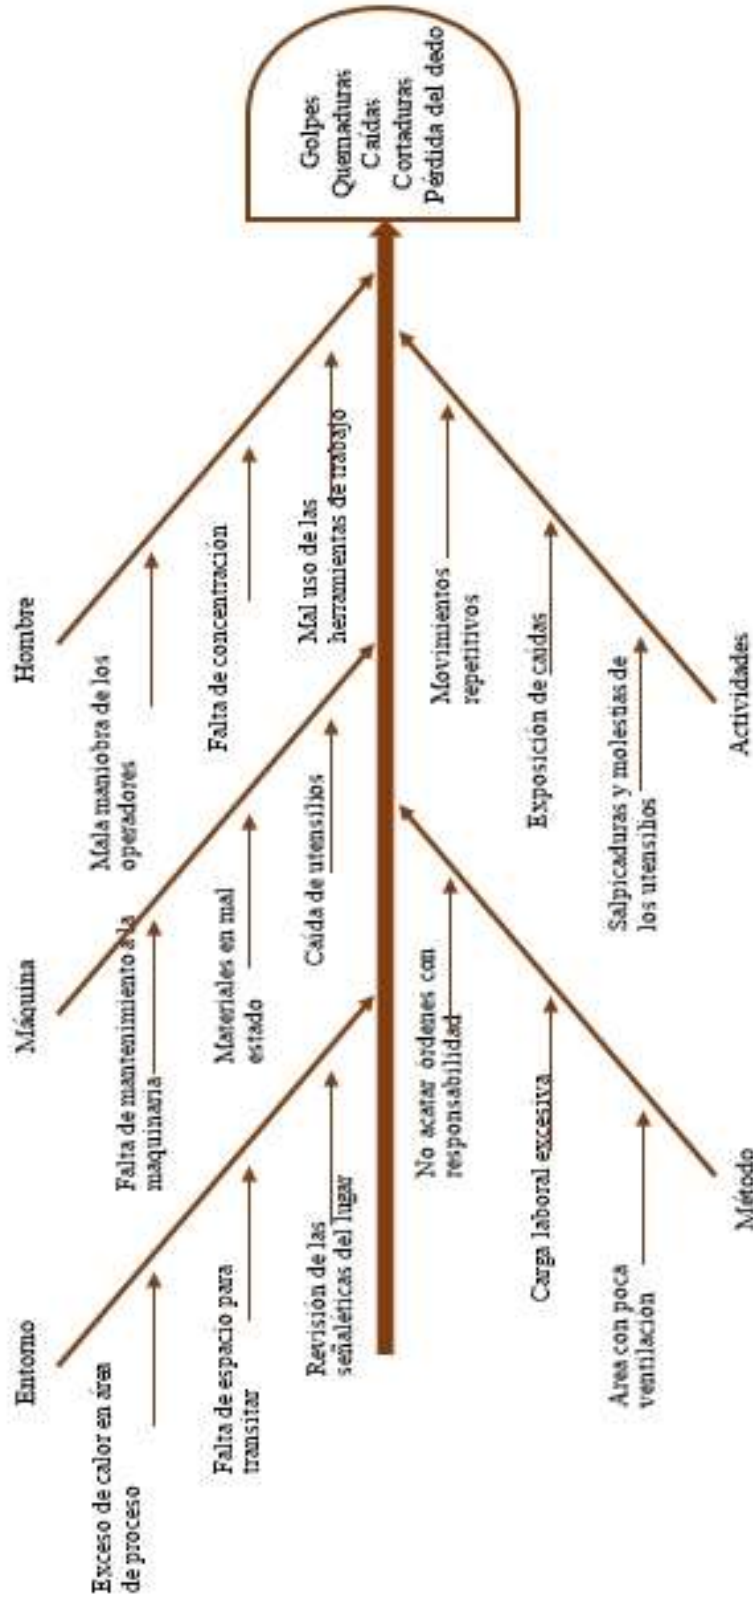 Entorno
Exceso de calor en área
de proceso
Falta de espacio para
transitar
Revisión de las
señaléticas del lugar
Máquina
Falta de mantenimiento a la
maquinaria
Materiales en mal
estado
Caída de utensilios
Hombre
Mala maniobra de los
operadores
Falta de concentración
Mal uso de las
herramientas de trabajo
Golpes
Quemaduras
Caídas
Cortaduras
Pérdida del dedo
No acatar órdenes con
responsabilidad
Carga laboral excesiva
Area con poca
ventilación
Método
Movimientos
repetitivos
Exposición de caídas
Salpicaduras y molestias de
los utensilios
Actividades